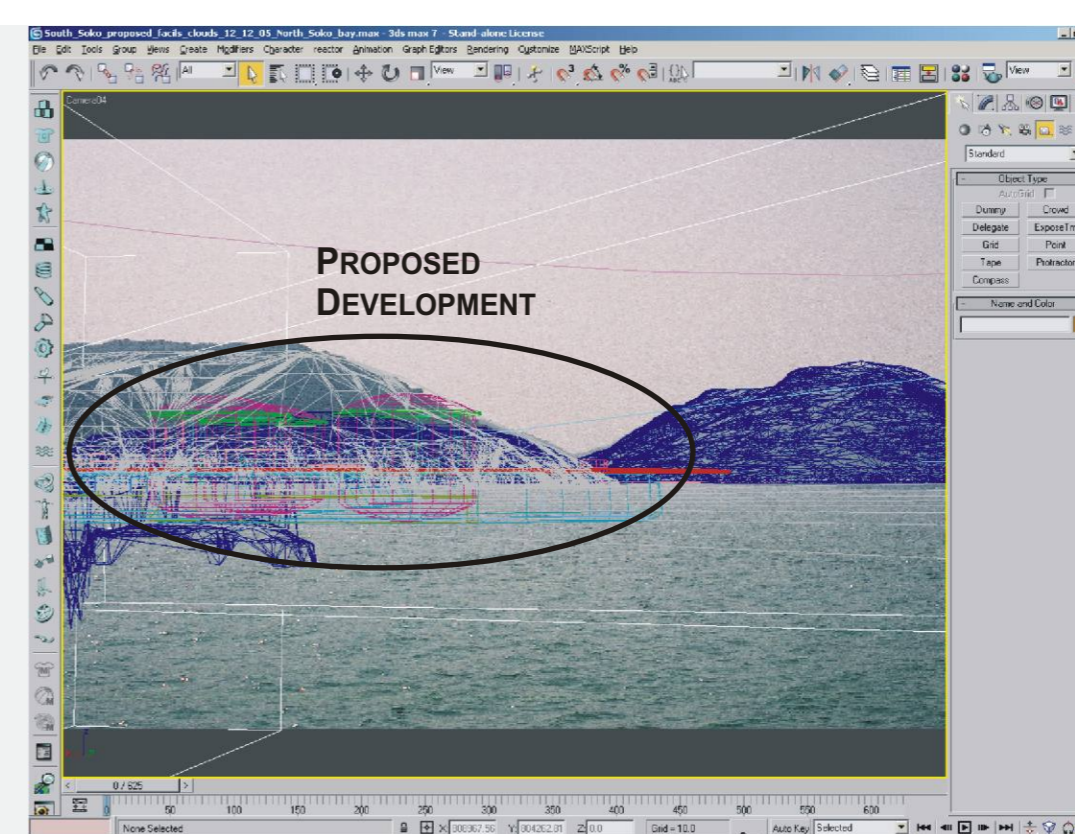 South_Soko_proposed_facils_clouds_12_12_05_North_Soko_bay.max - 3ds max 7 - Stand-alone License
File Edit Tools Group Views Create Modifiers Character reactor Animation Graph Editors Rendering Customize MAXScript Help
All View View
Camera04
Standard
- Object Type
AutoGrid
Dummy Crowd
Delegate ExposeTm
Grid Point
Tape Protractor
Compass
- Name and Color
PROPOSED
DEVELOPMENT
0 / 625
0 50 100 150 200 250 300 350 400 450 500 550 600
None Selected X: Y: Z: 0.0 Grid = 10.0 Auto Key Selected